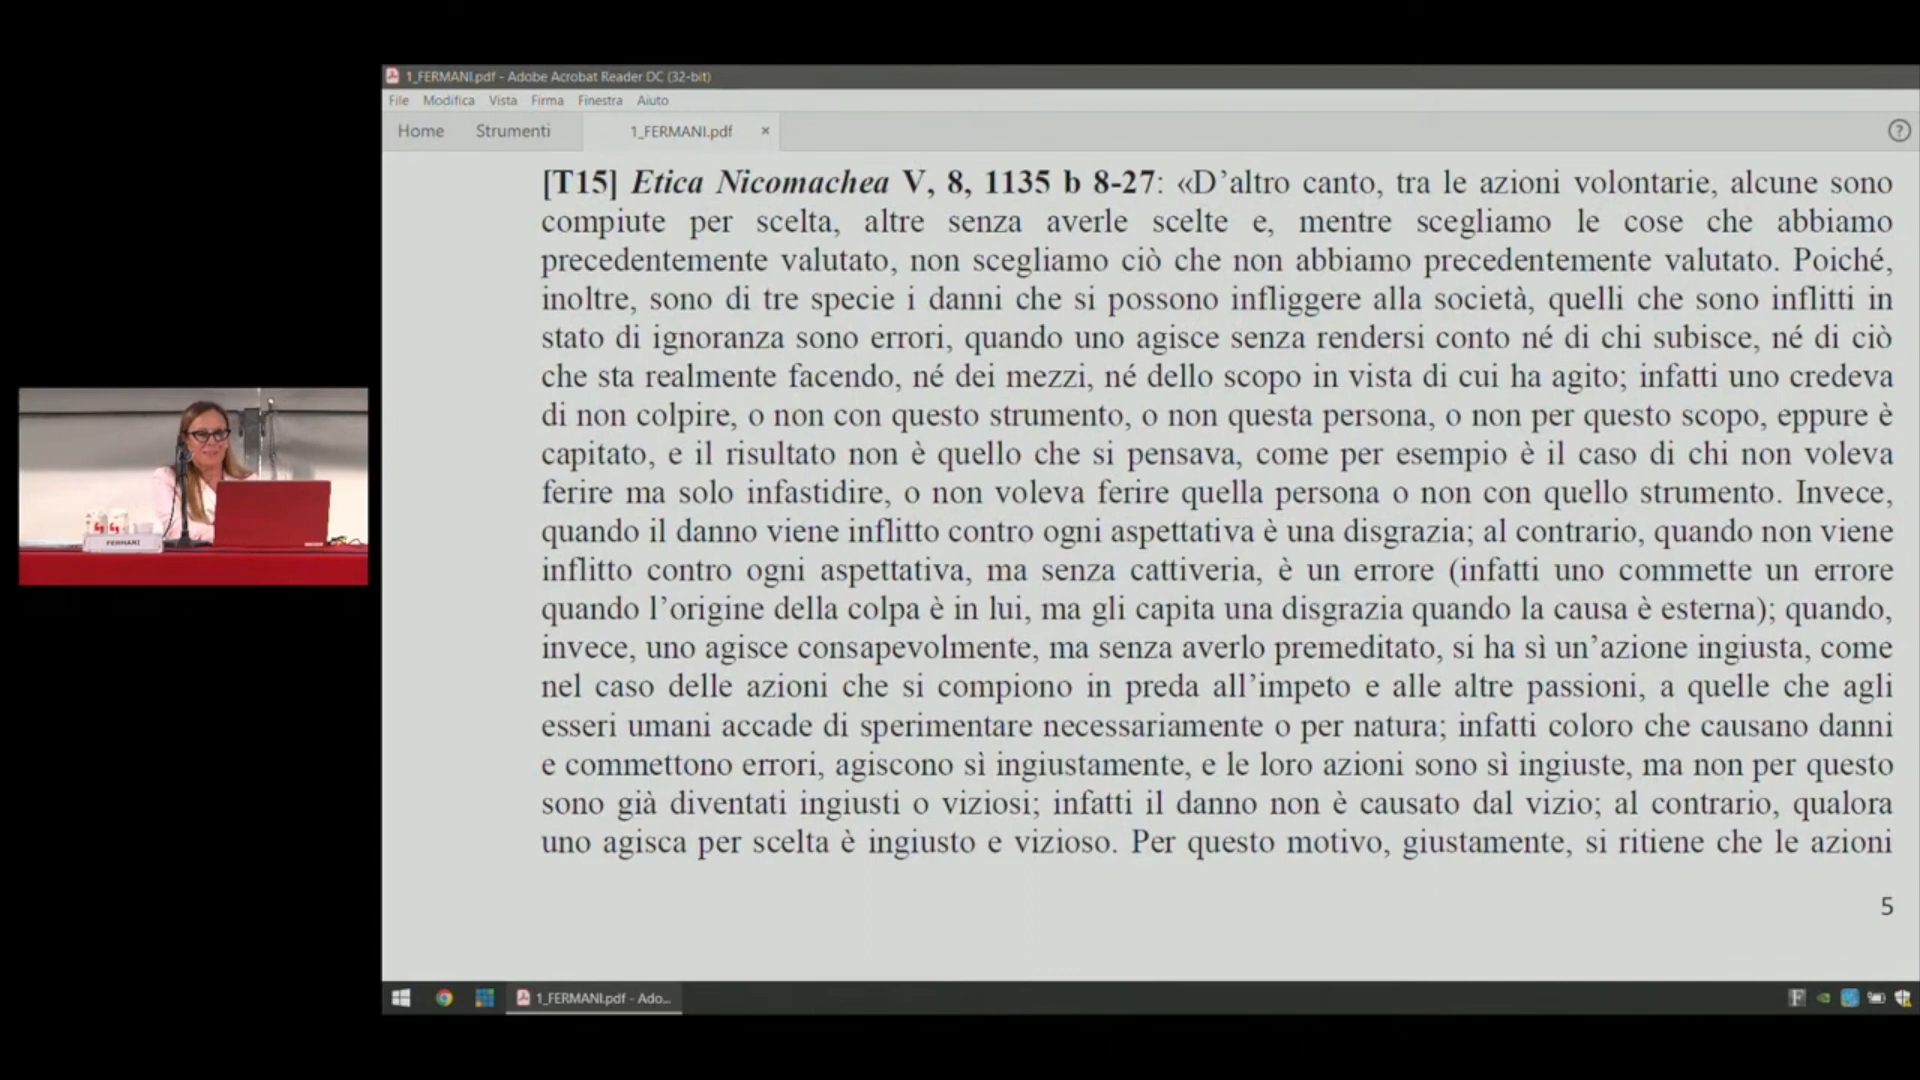 1_FERMANI.pdf - Adobe Acrobat Reader DC (32-bit)
File Modifica Vista Firma Finestra Aiuto
Home Strumenti 1_FERMANI.pdf ×
[T15] Etica Nicomachea V, 8, 1135 b 8-27: «D’altro canto, tra le azioni volontarie, alcune sono
compiute per scelta, altre senza averle scelte e, mentre scegliamo le cose che abbiamo
precedentemente valutato, non scegliamo ciò che non abbiamo precedentemente valutato. Poiché,
inoltre, sono di tre specie i danni che si possono infliggere alla società, quelli che sono inflitti in
stato di ignoranza sono errori, quando uno agisce senza rendersi conto né di chi subisce, né di ciò
che sta realmente facendo, né dei mezzi, né dello scopo in vista di cui ha agito; infatti uno credeva
di non colpire, o non con questo strumento, o non questa persona, o non per questo scopo, eppure è
capitato, e il risultato non è quello che si pensava, come per esempio è il caso di chi non voleva
ferire ma solo infastidire, o non voleva ferire quella persona o non con quello strumento. Invece,
quando il danno viene inflitto contro ogni aspettativa è una disgrazia; al contrario, quando non viene
inflitto contro ogni aspettativa, ma senza cattiveria, è un errore (infatti uno commette un errore
quando l’origine della colpa è in lui, ma gli capita una disgrazia quando la causa è esterna); quando,
invece, uno agisce consapevolmente, ma senza averlo premeditato, si ha sì un’azione ingiusta, come
nel caso delle azioni che si compiono in preda all’impeto e alle altre passioni, a quelle che agli
esseri umani accade di sperimentare necessariamente o per natura; infatti coloro che causano danni
e commettono errori, agiscono sì ingiustamente, e le loro azioni sono sì ingiuste, ma non per questo
sono già diventati ingiusti o viziosi; infatti il danno non è causato dal vizio; al contrario, qualora
uno agisca per scelta è ingiusto e vizioso. Per questo motivo, giustamente, si ritiene che le azioni
5
FERMANI
1_FERMANI.pdf - Ado...